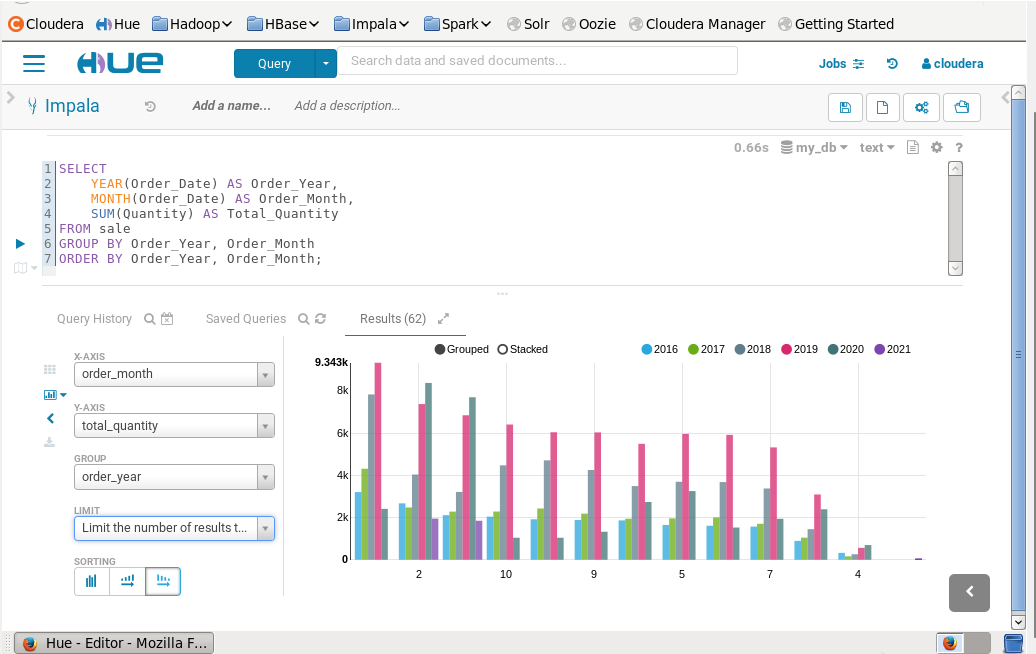 Cloudera Hue Hadoop HBase Impala Spark Solr Oozie Cloudera Manager Getting Started
HUE Query Search data and saved documents... Jobs cloudera
Impala Add a name... Add a description...
0.66s my_db text ?
1 SELECT
2 YEAR(Order_Date) AS Order_Year,
3 MONTH(Order_Date) AS Order_Month,
4 SUM(Quantity) AS Total_Quantity
5 FROM sale
6 GROUP BY Order_Year, Order_Month
7 ORDER BY Order_Year, Order_Month;
Query History Saved Queries Results (62)
X-AXIS
order_month
Y-AXIS
total_quantity
GROUP
order_year
LIMIT
Limit the number of results t...
SORTING
Grouped Stacked 2016 2017 2018 2019 2020 2021
9.343k
8k
6k
4k
2k
0
2 10 9 5 7 4
Hue - Editor - Mozilla F...